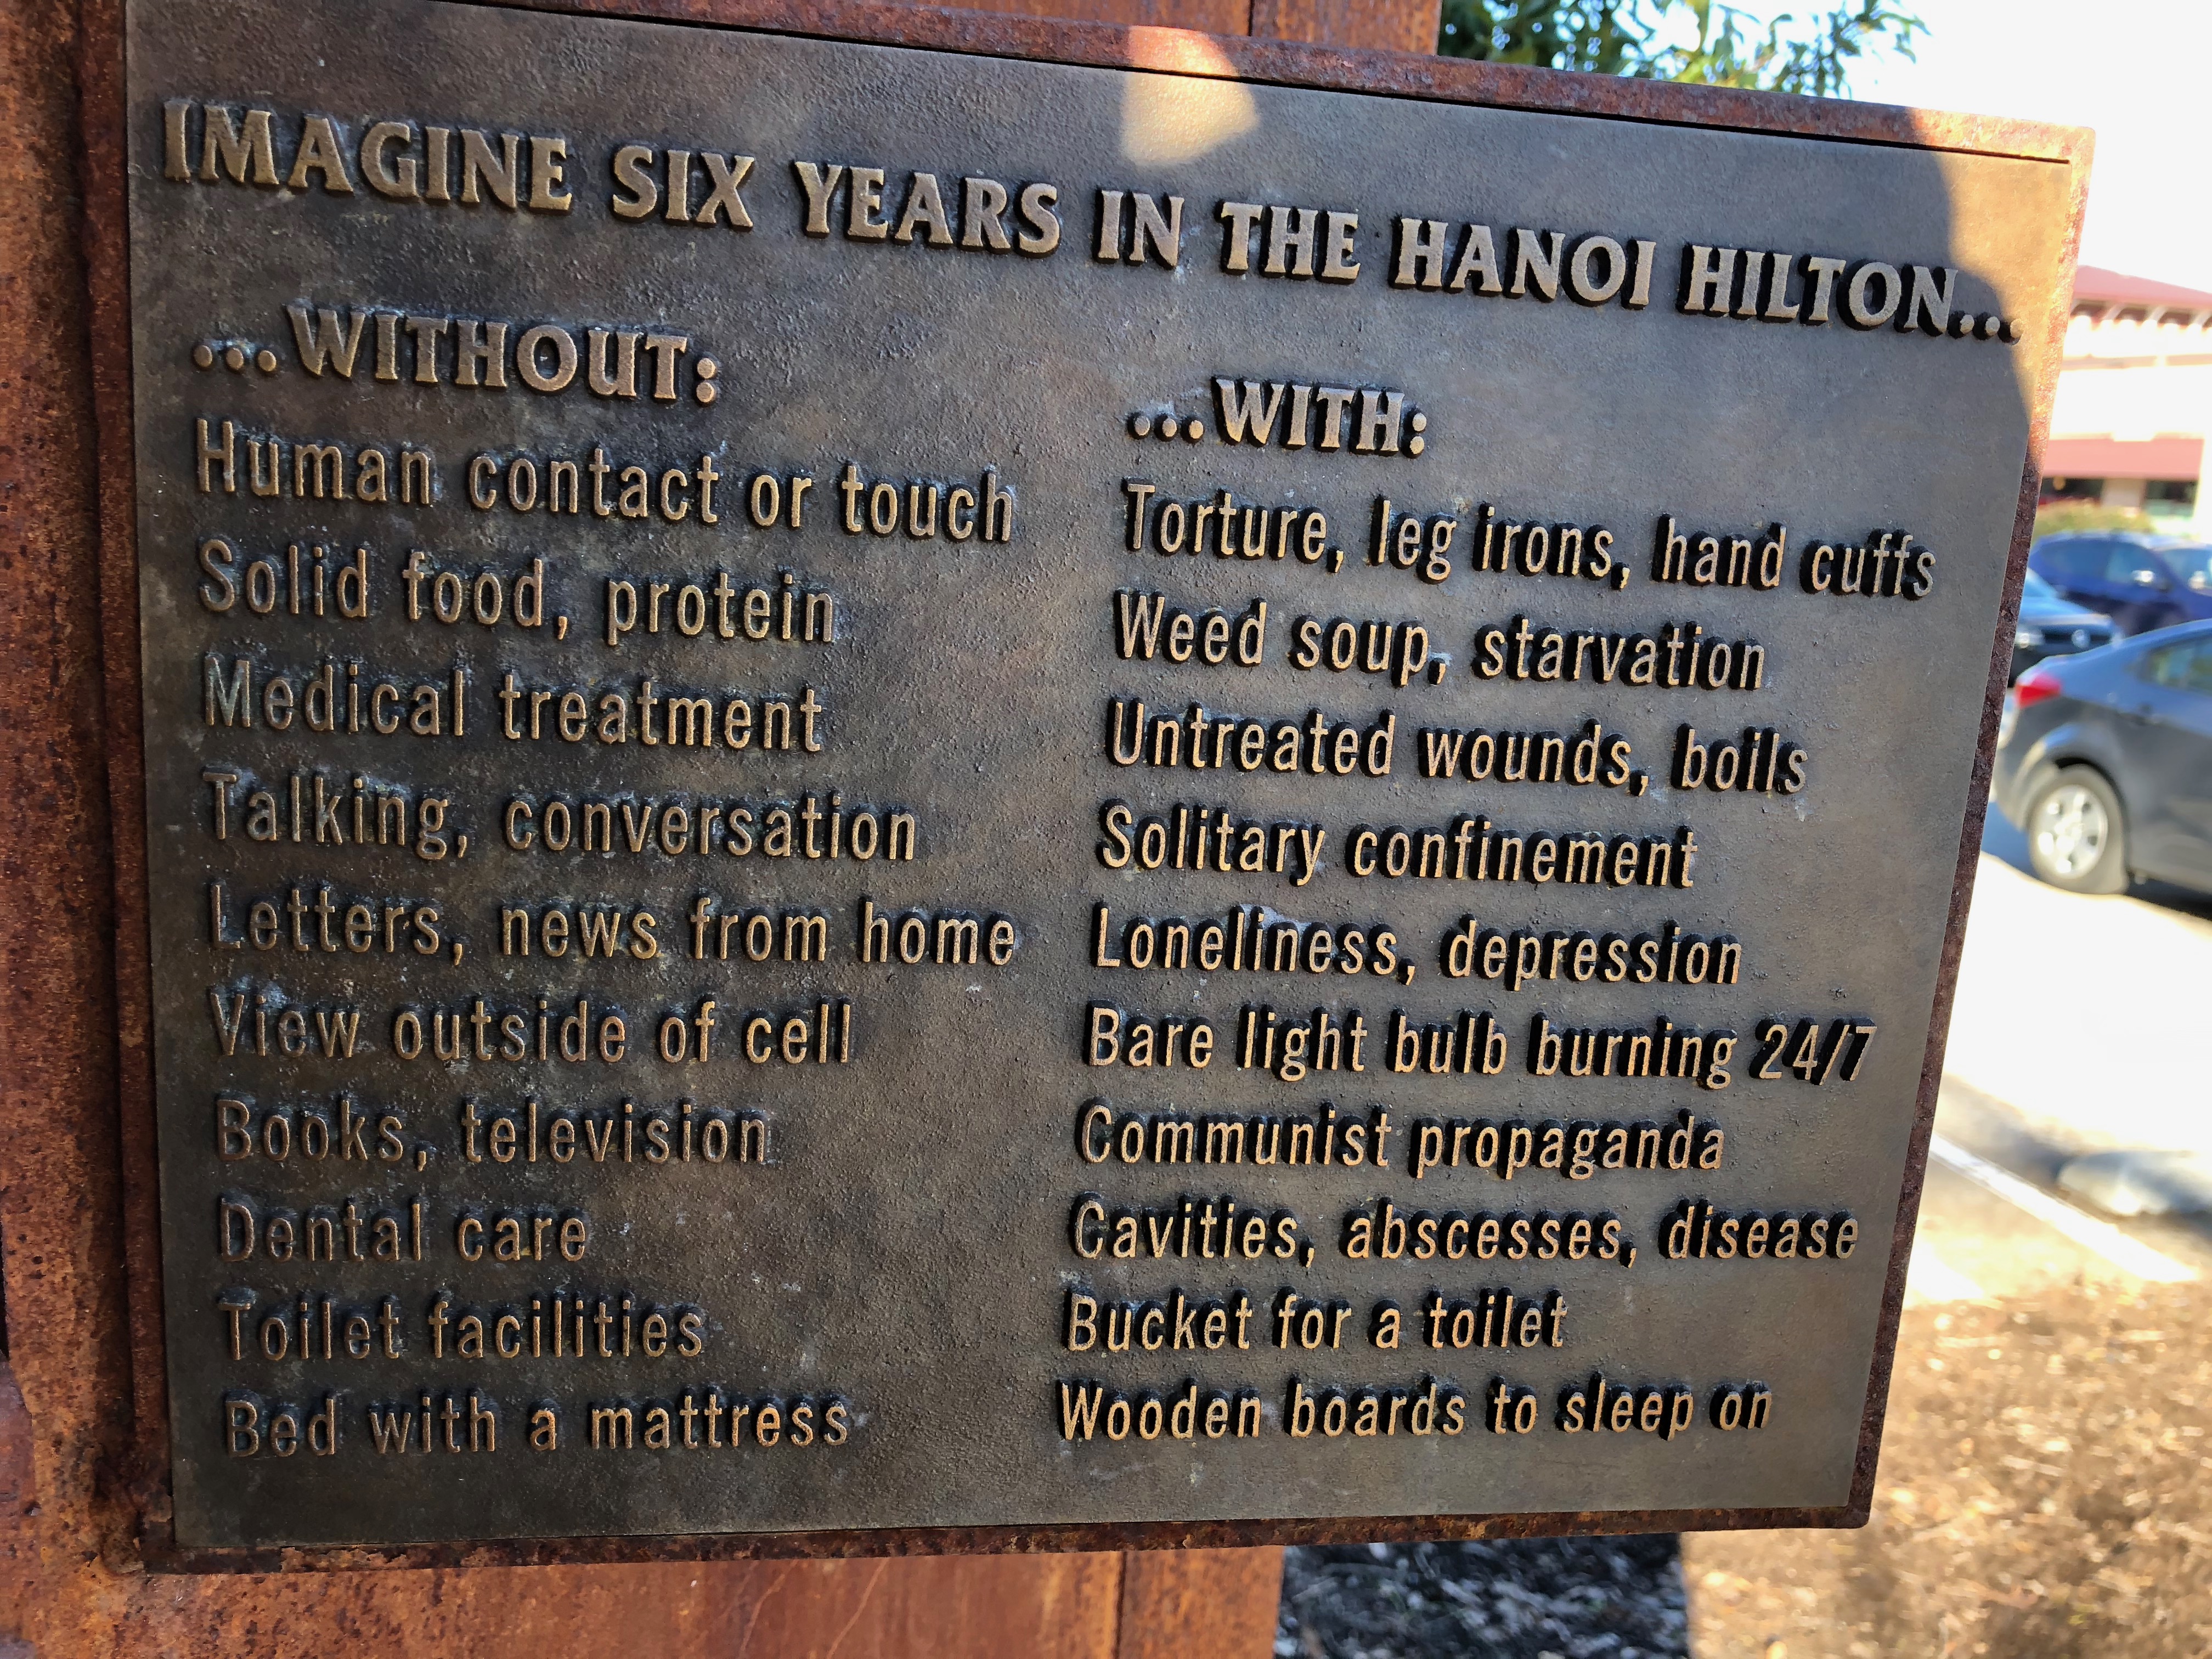 IMAGINE SIX YEARS IN THE HANOI HILTON...
...WITHOUT:
Human contact or touch
Solid food, protein
Medical treatment
Talking, conversation
Letters, news from home
View outside of cell
Books, television
Dental care
Toilet facilities
Bed with a mattress
...WITH:
Torture, leg irons, hand cuffs
Weed soup, starvation
Untreated wounds, boils
Solitary confinement
Loneliness, depression
Bare light bulb burning 24/7
Communist propaganda
Cavities, abscesses, disease
Bucket for a toilet
Wooden boards to sleep on